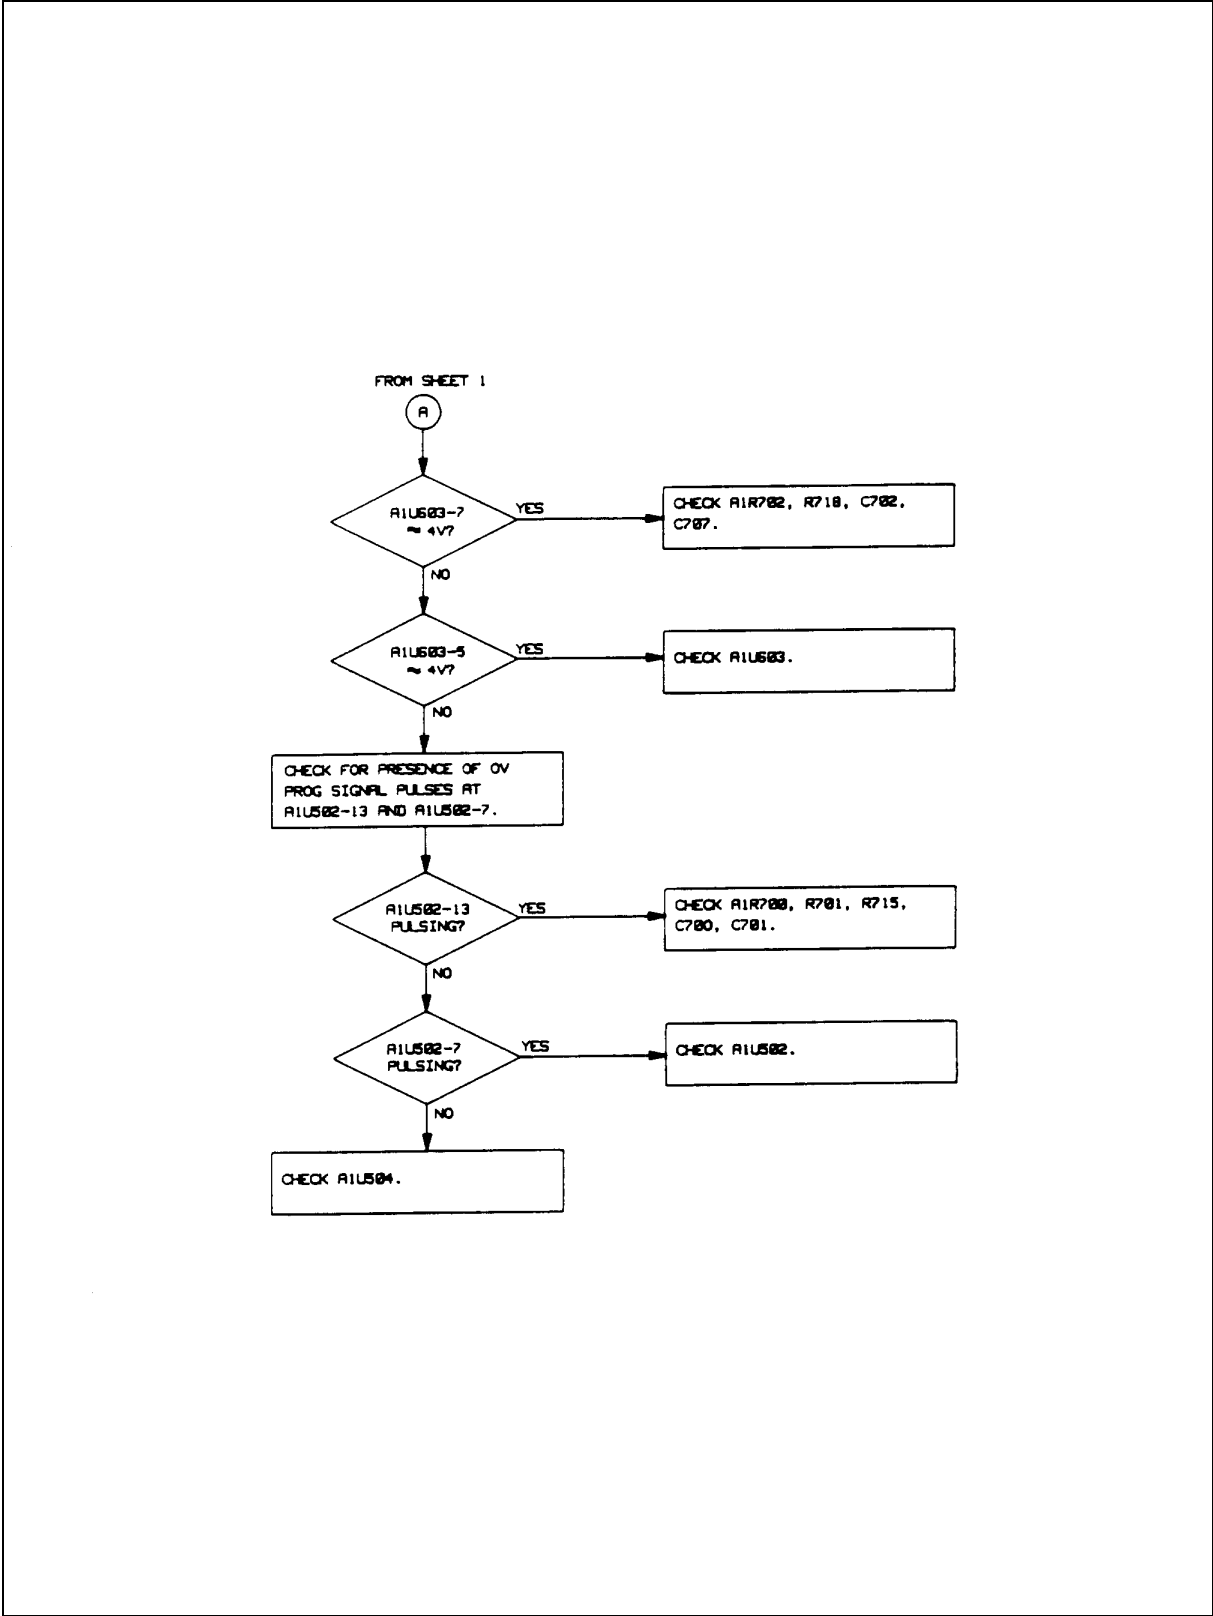 FROM SHEET 1
A
A1U603-7
≈ 4V?
YES
CHECK A1R702, R718, C702,
C707.
NO
A1U603-5
≈ 4V?
YES
CHECK A1U603.
NO
CHECK FOR PRESENCE OF OV
PROG SIGNAL PULSES AT
A1U502-13 AND A1U502-7.
A1U502-13
PULSING?
YES
CHECK A1R700, R701, R715,
C700, C701.
NO
A1U502-7
PULSING?
YES
CHECK A1U502.
NO
CHECK A1U504.